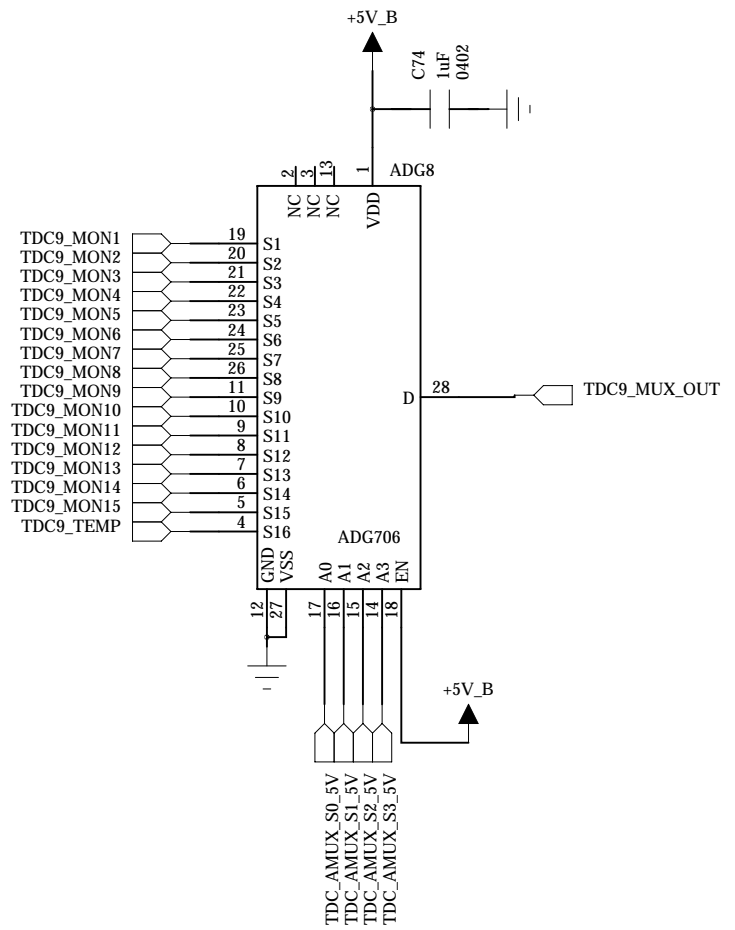 +5V_B
C74
1uF
0402
2
3
13
1
ADG8
NC
NC
NC
VDD
TDC9_MON1
19
S1
TDC9_MON2
20
S2
TDC9_MON3
21
S3
TDC9_MON4
22
S4
TDC9_MON5
23
S5
TDC9_MON6
24
S6
TDC9_MON7
25
S7
TDC9_MON8
26
S8
TDC9_MON9
11
S9
TDC9_MON10
10
S10
TDC9_MON11
9
S11
TDC9_MON12
8
S12
TDC9_MON13
7
S13
TDC9_MON14
6
S14
TDC9_MON15
5
S15
TDC9_TEMP
4
S16
D
28
TDC9_MUX_OUT
ADG706
GND
VSS
A0
A1
A2
A3
EN
12
27
17
16
15
14
18
+5V_B
TDC_AMUX_S0_5V
TDC_AMUX_S1_5V
TDC_AMUX_S2_5V
TDC_AMUX_S3_5V